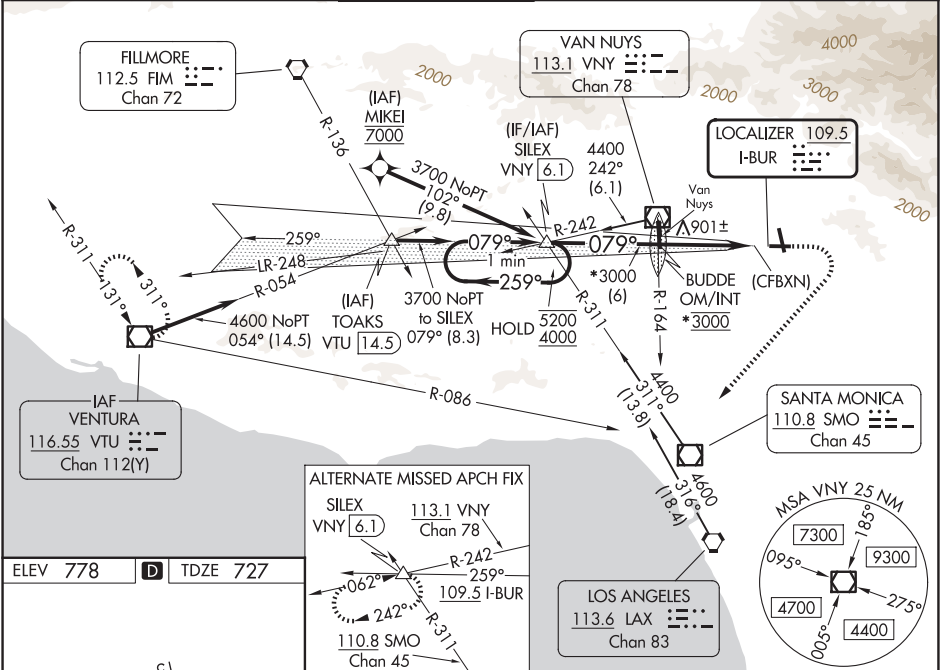 FILLMORE
112.5 FIM
Chan 72
VAN NUYS
113.1 VNY
Chan 78
4000
3000
2000
2000
2000
LOCALIZER 109.5
I-BUR
(IAF)
MIKEI
7000
R-136
3700 NoPT
102°
(9.8)
(IF/IAF)
SILEX
VNY 6.1
4400
242°
(6.1)
R-242
Van
Nuys
901±
259°
LR-248
R-054
079°
1 min
259°
079°
*3000
(6)
BUDDE
OM/INT
*3000
(CFBXN)
R-164
R-311
131°
311°
4600 NoPT
054° (14.5)
(IAF)
TOAKS
VTU 14.5
3700 NoPT
to SILEX
079° (8.3)
HOLD
5200
4000
R-311
4400
311°
(13.8)
R-086
IAF
VENTURA
116.55 VTU
Chan 112(Y)
SANTA MONICA
110.8 SMO
Chan 45
4600
316°
(18.4)
LOS ANGELES
113.6 LAX
Chan 83
ALTERNATE MISSED APCH FIX
SILEX
VNY 6.1
113.1 VNY
Chan 78
R-242
259°
109.5 I-BUR
062°
242°
R-311
110.8 SMO
Chan 45
MSA VNY 25 NM
7300
185°
095°
9300
4700
275°
005°
4400
ELEV 778 D TDZE 727